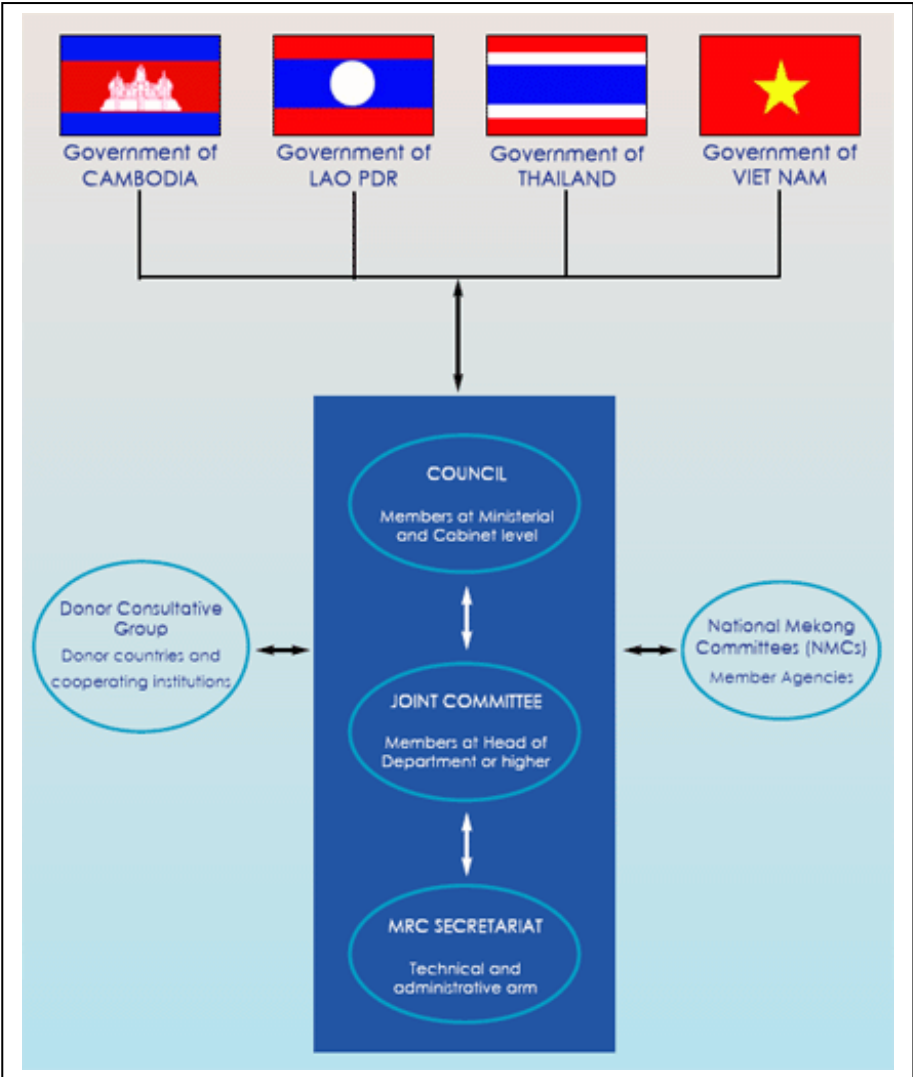 Government of
CAMBODIA
Government of
LAO PDR
Government of
THAILAND
Government of
VIET NAM
COUNCIL
Members at Ministerial
and Cabinet level
Donor Consultative
Group
Donor countries and
cooperating institutions
National Mekong
Committees (NMCs)
Member Agencies
JOINT COMMITTEE
Members at Head of
Department or higher
MRC SECRETARIAT
Technical and
administrative arm